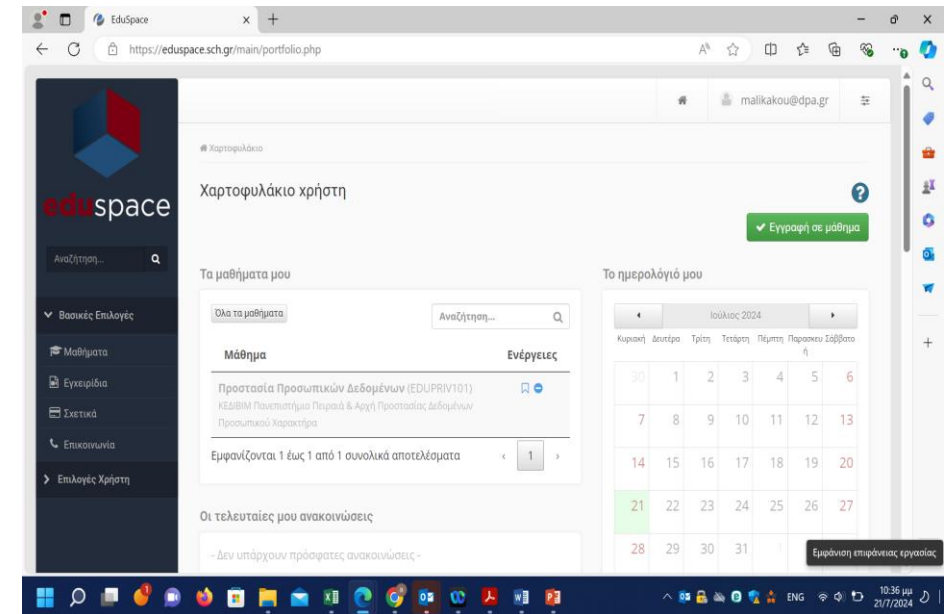 EduSpace
https://eduspace.sch.gr/main/portfolio.php
malikakou@dpa.gr
Χαρτοφυλάκιο
eduspace
Χαρτοφυλάκιο χρήστη
Εγγραφή σε μάθημα
Αναζήτηση...
Τα μαθήματα μου
Το ημερολόγιό μου
Βασικές Επιλογές
Μαθήματα
Εγχειρίδια
Σχετικά
Επικοινωνία
Επιλογές Χρήστη
Όλα τα μαθήματα
Αναζήτηση...
Μάθημα Ενέργειες
Προστασία Προσωπικών Δεδομένων (EDUPRIV101)
ΚΕΔΙΒΙΜ Πανεπιστήμιο Πειραιά & Αρχή Προστασίας Δεδομένων
Προσωπικού Χαρακτήρα
Εμφανίζονται 1 έως 1 από 1 συνολικά αποτελέσματα ‹ 1 ›
Οι τελευταίες μου ανακοινώσεις
- Δεν υπάρχουν πρόσφατες ανακοινώσεις -
Ιούλιος 2024
Κυριακή Δευτέρα Τρίτη Τετάρτη Πέμπτη Παρασκευ Σάββατο
ή
30 1 2 3 4 5 6
7 8 9 10 11 12 13
14 15 16 17 18 19 20
21 22 23 24 25 26 27
28 29 30 31 1
Εμφάνιση επιφάνειας εργασίας
ENG
10:36 μμ
21/7/2024